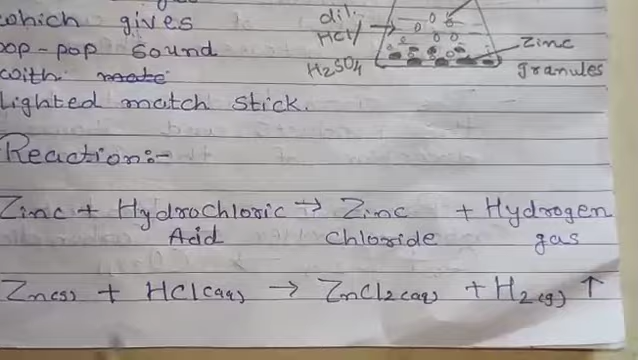 which gives
pop-pop sound
with
lighted match stick.
dil.
HCl/
H₂SO₄
Zinc
granules
Reaction:-
Zinc + Hydrochloric Acid → Zinc chloride + Hydrogen gas
Zn(s) + HCl(aq) → ZnCl₂(aq) + H₂(g) ↑